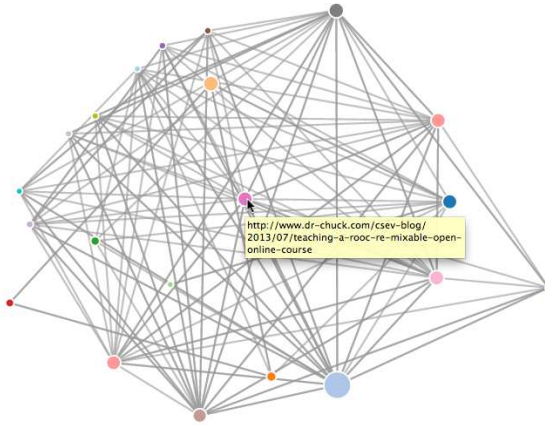 http://www.dr-chuck.com/csev-blog/
2013/07/teaching-a-rooc-re-mixable-open-
online-course